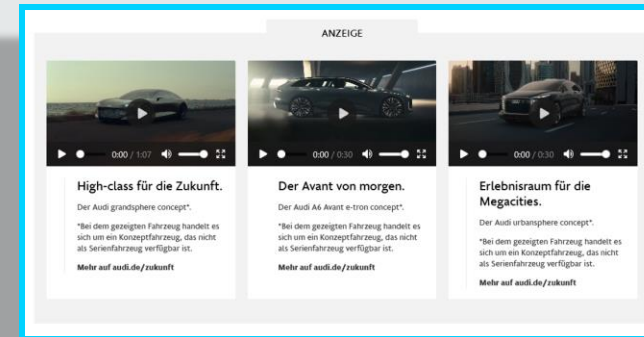 ANZEIGE
0:00 / 1:07
High-class für die Zukunft.
Der Audi grandsphere concept*.
*Bei dem gezeigten Fahrzeug handelt es
sich um ein Konzeptfahrzeug, das nicht
als Serienfahrzeug verfügbar ist.
Mehr auf audi.de/zukunft
0:00 / 0:30
Der Avant von morgen.
Der Audi A6 Avant e-tron concept*.
*Bei dem gezeigten Fahrzeug handelt es
sich um ein Konzeptfahrzeug, das nicht
als Serienfahrzeug verfügbar ist.
Mehr auf audi.de/zukunft
0:00 / 0:30
Erlebnisraum für die
Megacities.
Der Audi urbansphere concept*.
*Bei dem gezeigten Fahrzeug handelt es
sich um ein Konzeptfahrzeug, das nicht
als Serienfahrzeug verfügbar ist.
Mehr auf audi.de/zukunft